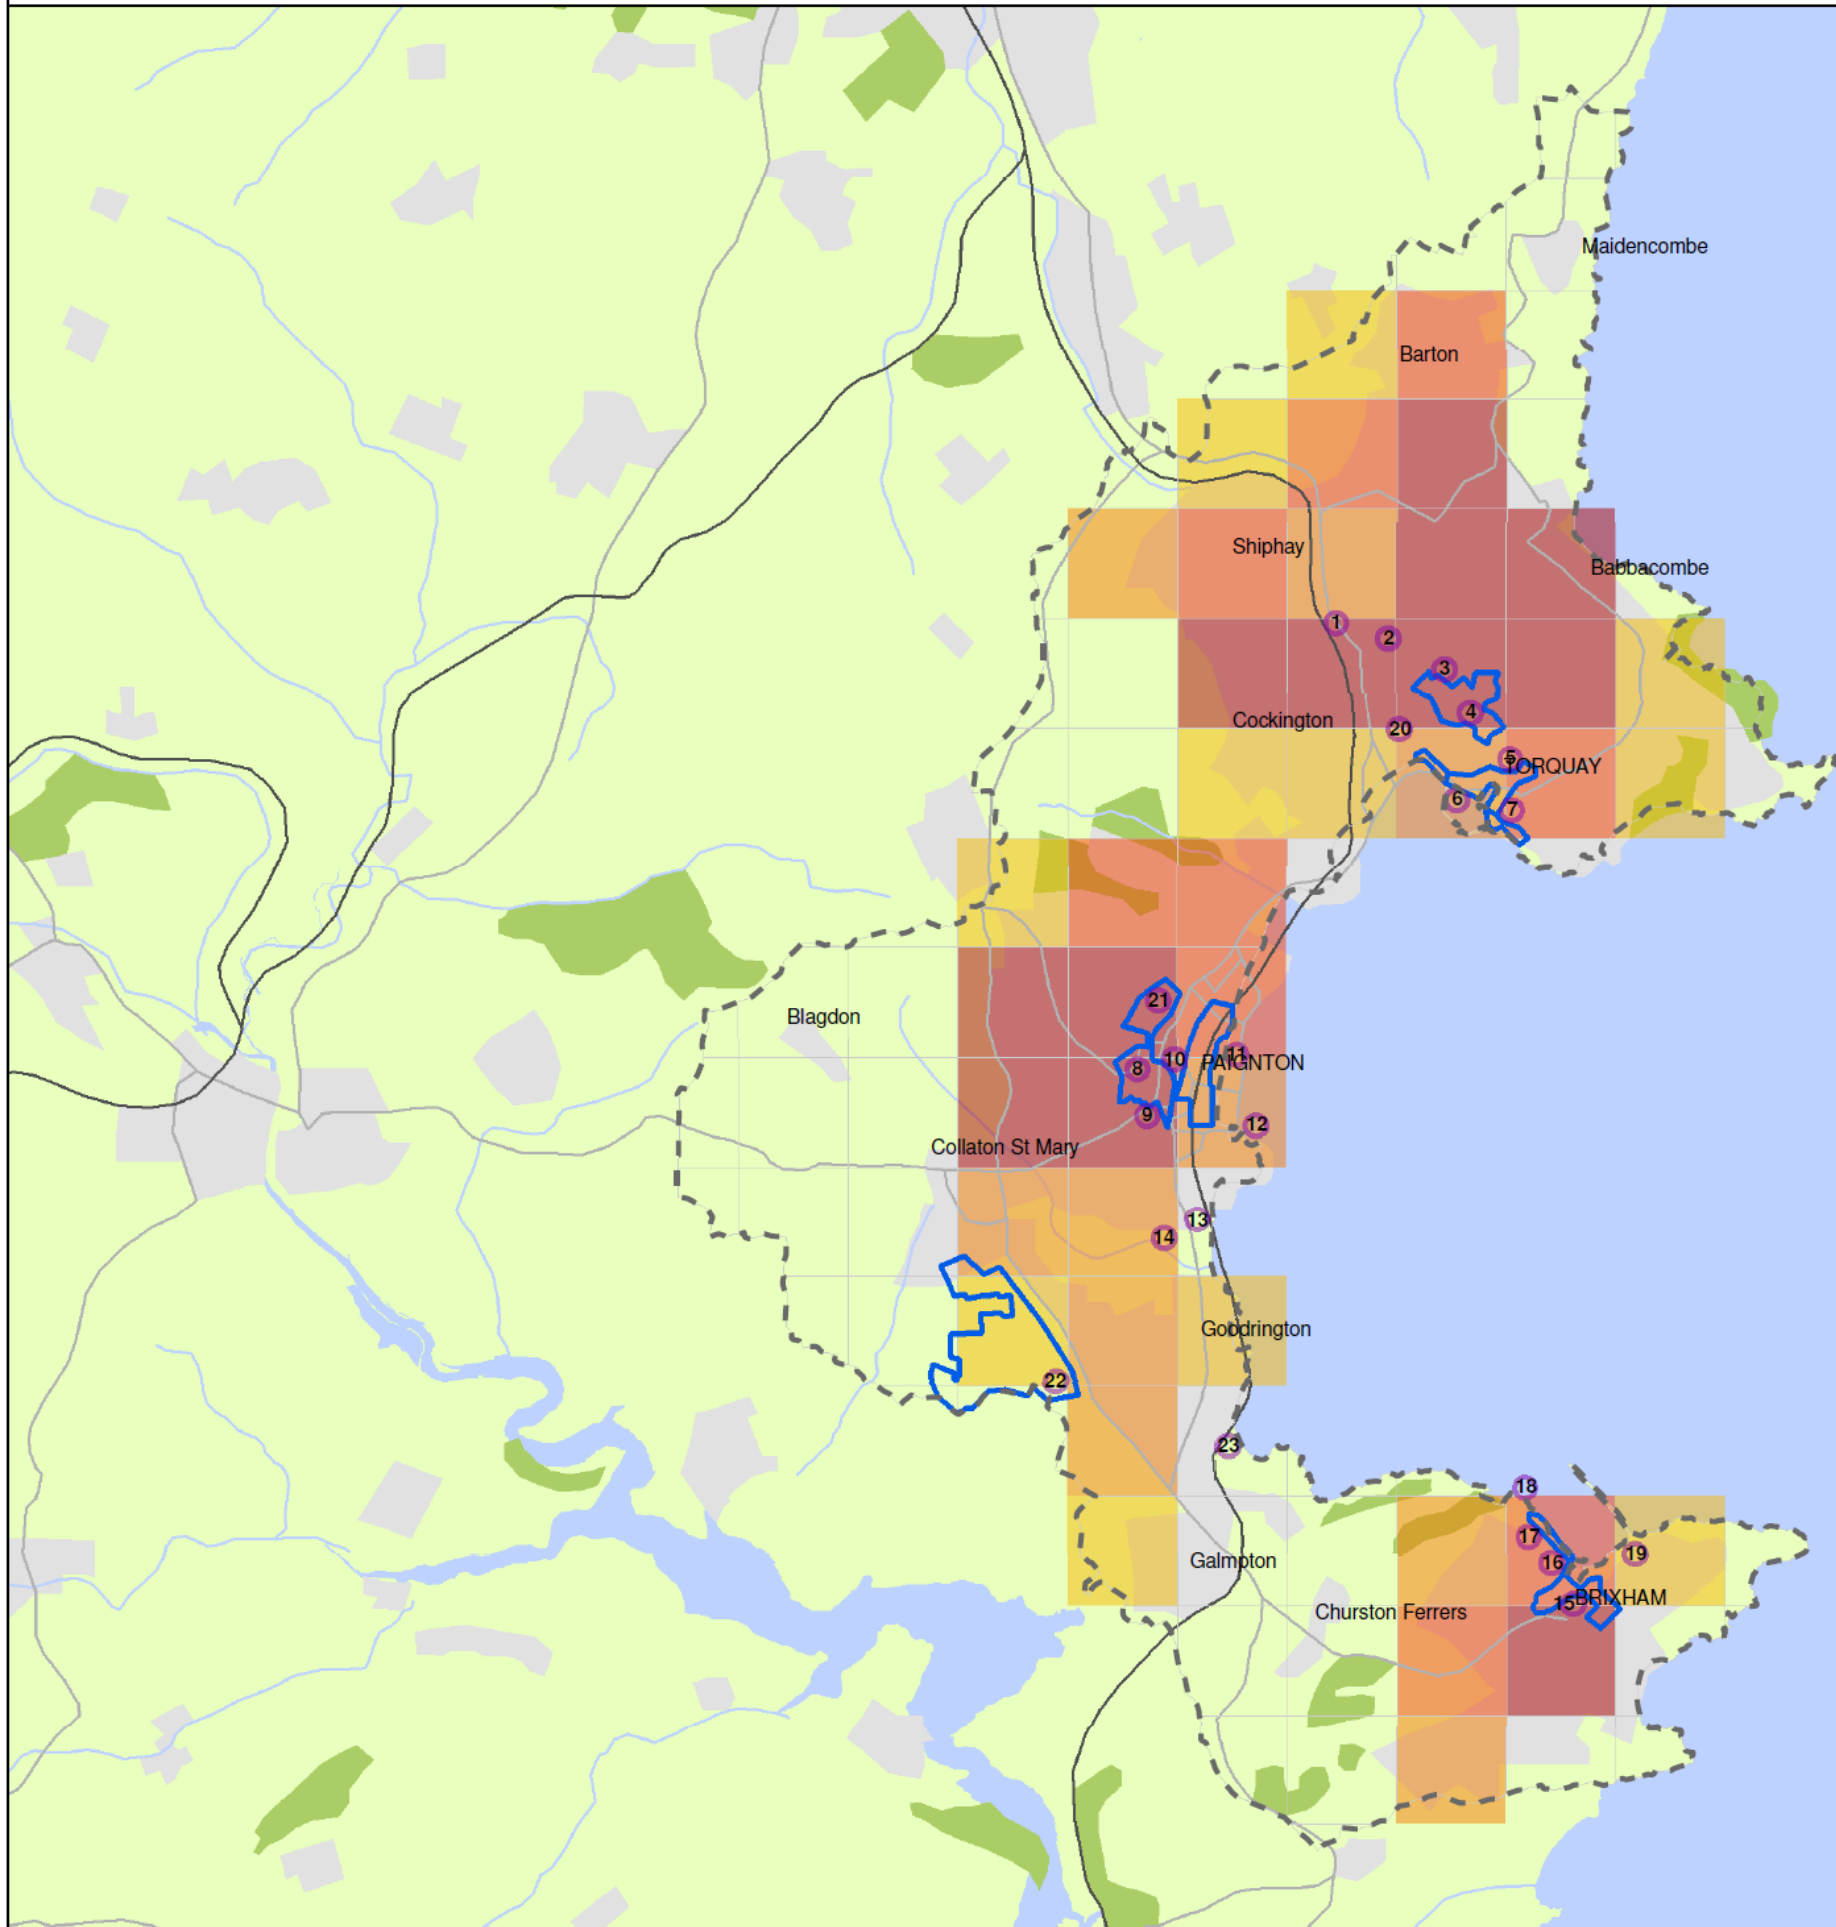 Maidencombe
Barton
Shiphay
Babbacombe
1
2
3
4
Cockington
20
5
TORQUAY
6
7
21
Blagdon
8
10
11
PAIGNTON
9
12
Collaton St Mary
13
14
Goodrington
22
23
18
17
16
19
Galmpton
15
BRIXHAM
Churston Ferrers